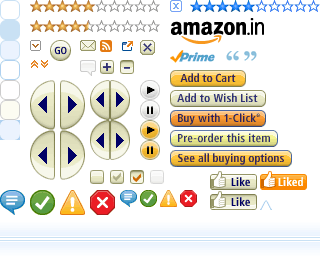 amazon.in
GO
Prime
Add to Cart
Add to Wish List
Buy with 1-Click®
Pre-order this item
See all buying options
Like
Liked
Like